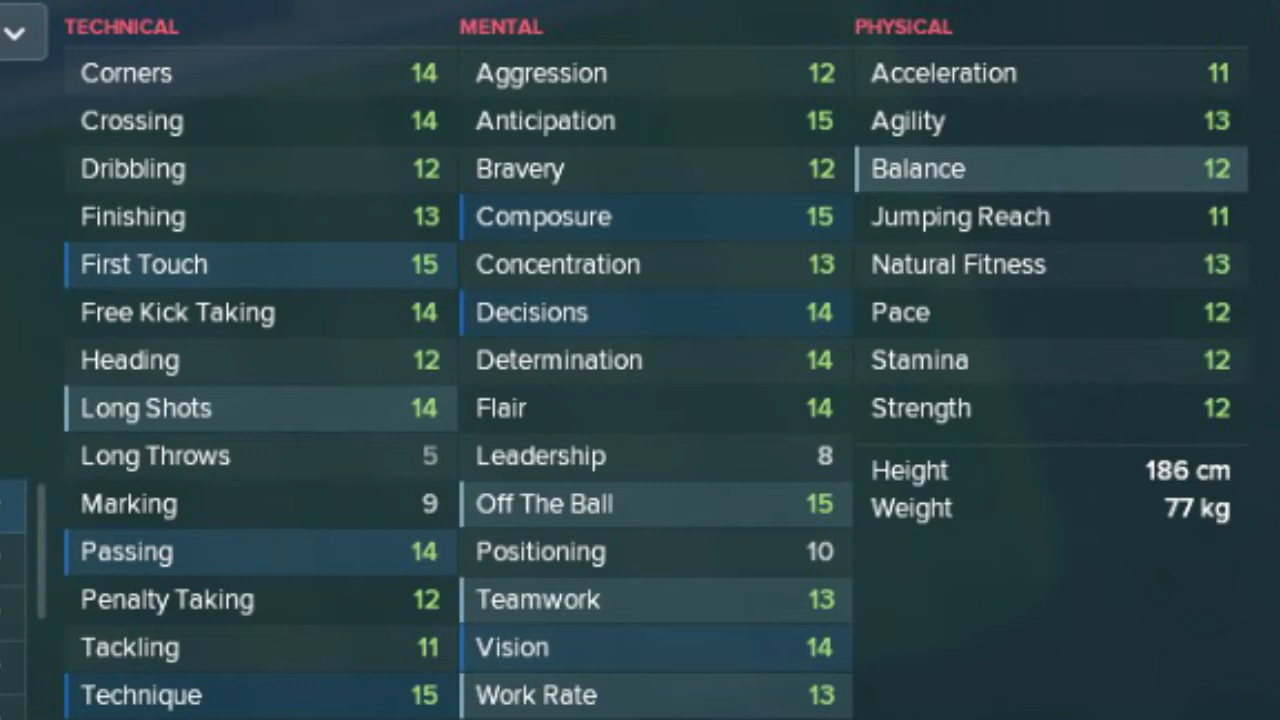 TECHNICAL MENTAL PHYSICAL
Corners 14 Aggression 12 Acceleration 11
Crossing 14 Anticipation 15 Agility 13
Dribbling 12 Bravery 12 Balance 12
Finishing 13 Composure 15 Jumping Reach 11
First Touch 15 Concentration 13 Natural Fitness 13
Free Kick Taking 14 Decisions 14 Pace 12
Heading 12 Determination 14 Stamina 12
Long Shots 14 Flair 14 Strength 12
Long Throws 5 Leadership 8 Height 186 cm
Marking 9 Off The Ball 15 Weight 77 kg
Passing 14 Positioning 10
Penalty Taking 12 Teamwork 13
Tackling 11 Vision 14
Technique 15 Work Rate 13